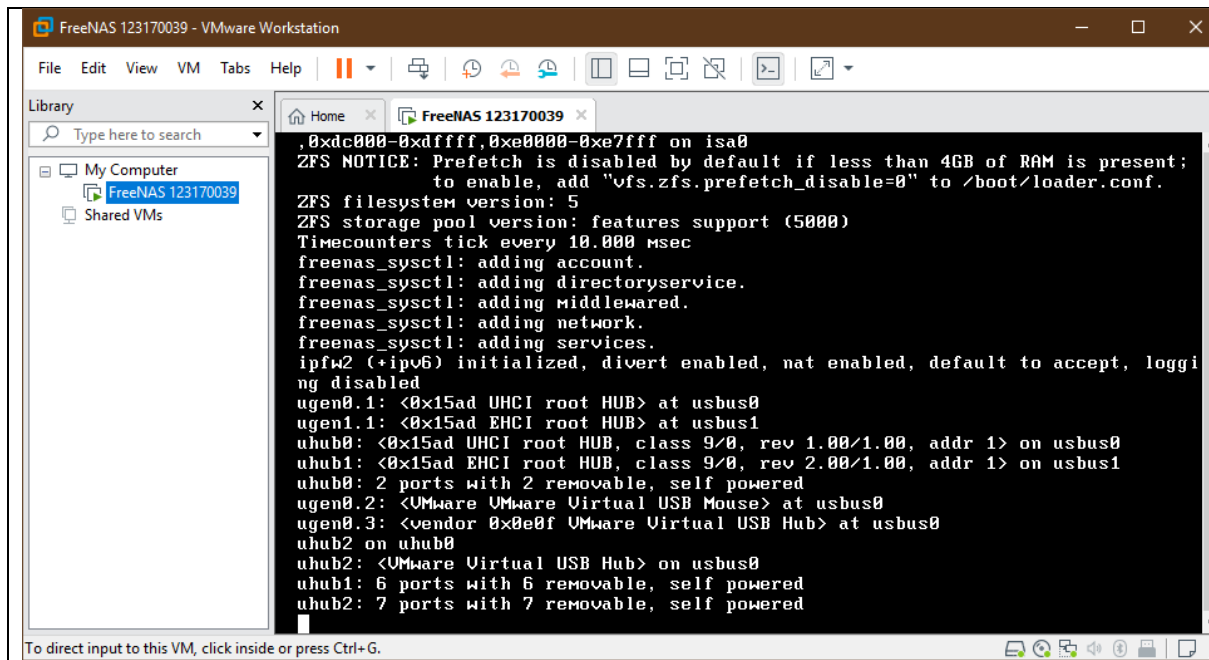 FreeNAS 123170039 - VMware Workstation
File Edit View VM Tabs Help
Library
Type here to search
My Computer
FreeNAS 123170039
Shared VMs
Home
FreeNAS 123170039
,0xdc000-0xdffff,0xe0000-0xe7fff on isa0
ZFS NOTICE: Prefetch is disabled by default if less than 4GB of RAM is present;
to enable, add "vfs.zfs.prefetch_disable=0" to /boot/loader.conf.
ZFS filesystem version: 5
ZFS storage pool version: features support (5000)
Timecounters tick every 10.000 msec
freenas_sysctl: adding account.
freenas_sysctl: adding directoryservice.
freenas_sysctl: adding middlewared.
freenas_sysctl: adding network.
freenas_sysctl: adding services.
ipfw2 (+ipv6) initialized, divert enabled, nat enabled, default to accept, loggi
ng disabled
ugen0.1: <0x15ad UHCI root HUB> at usbus0
ugen1.1: <0x15ad EHCI root HUB> at usbus1
uhub0: <0x15ad UHCI root HUB, class 9/0, rev 1.00/1.00, addr 1> on usbus0
uhub1: <0x15ad EHCI root HUB, class 9/0, rev 2.00/1.00, addr 1> on usbus1
uhub0: 2 ports with 2 removable, self powered
ugen0.2: <VMware VMware Virtual USB Mouse> at usbus0
ugen0.3: <vendor 0x0e0f VMware Virtual USB Hub> at usbus0
uhub2 on uhub0
uhub2: <VMware Virtual USB Hub> on usbus0
uhub1: 6 ports with 6 removable, self powered
uhub2: 7 ports with 7 removable, self powered
To direct input to this VM, click inside or press Ctrl+G.